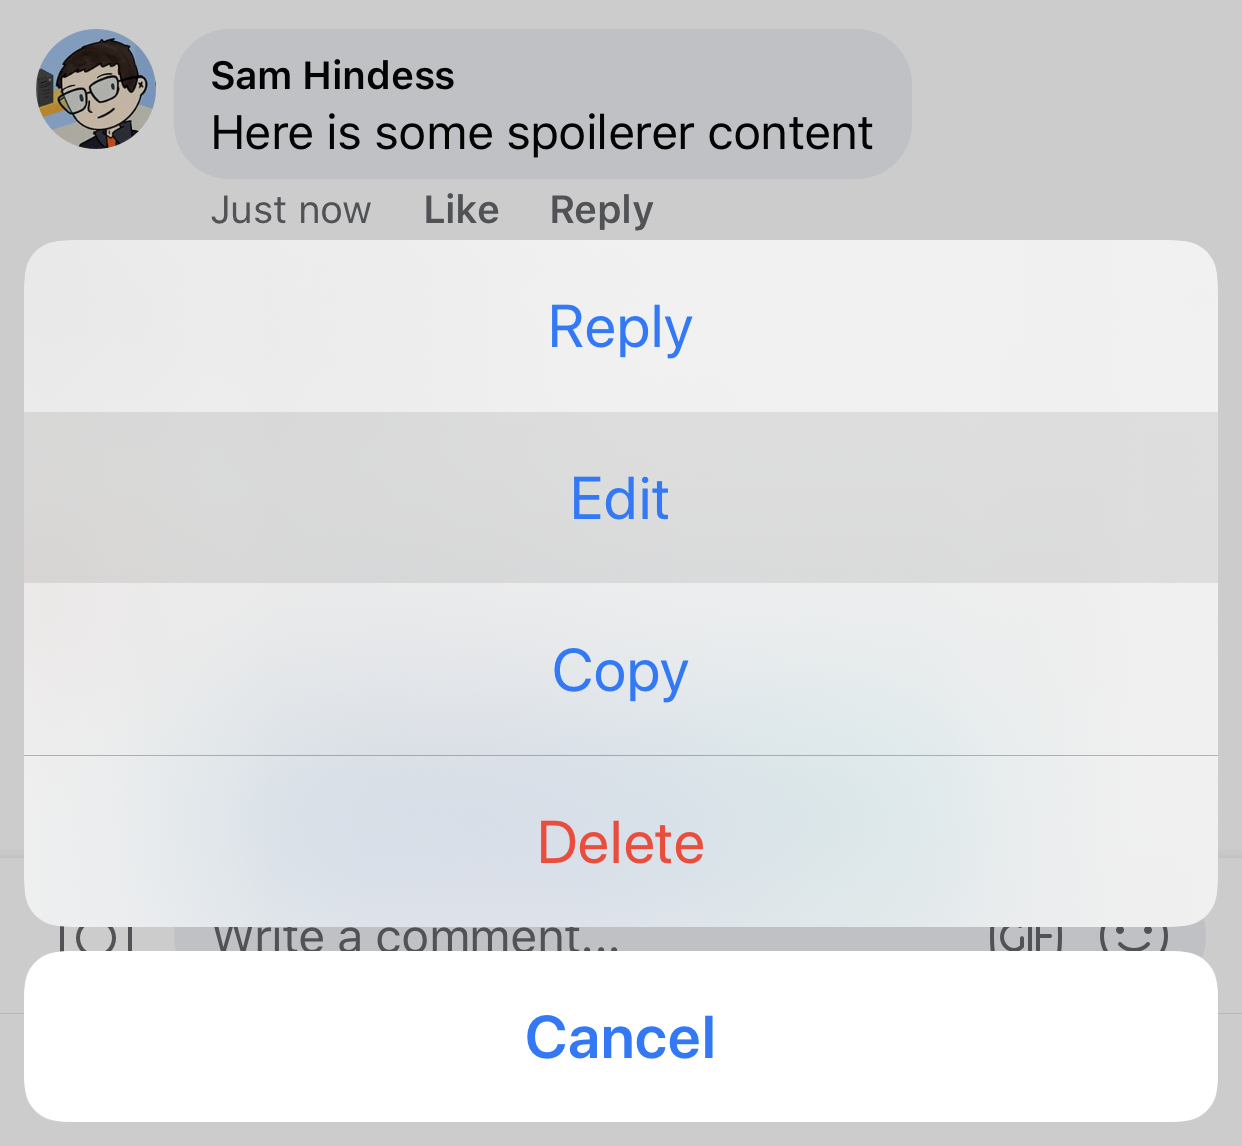 Sam Hindess
Here is some spoilerer content
Just now Like Reply
Reply
Edit
Copy
Delete
Write a comment... GIF
Cancel